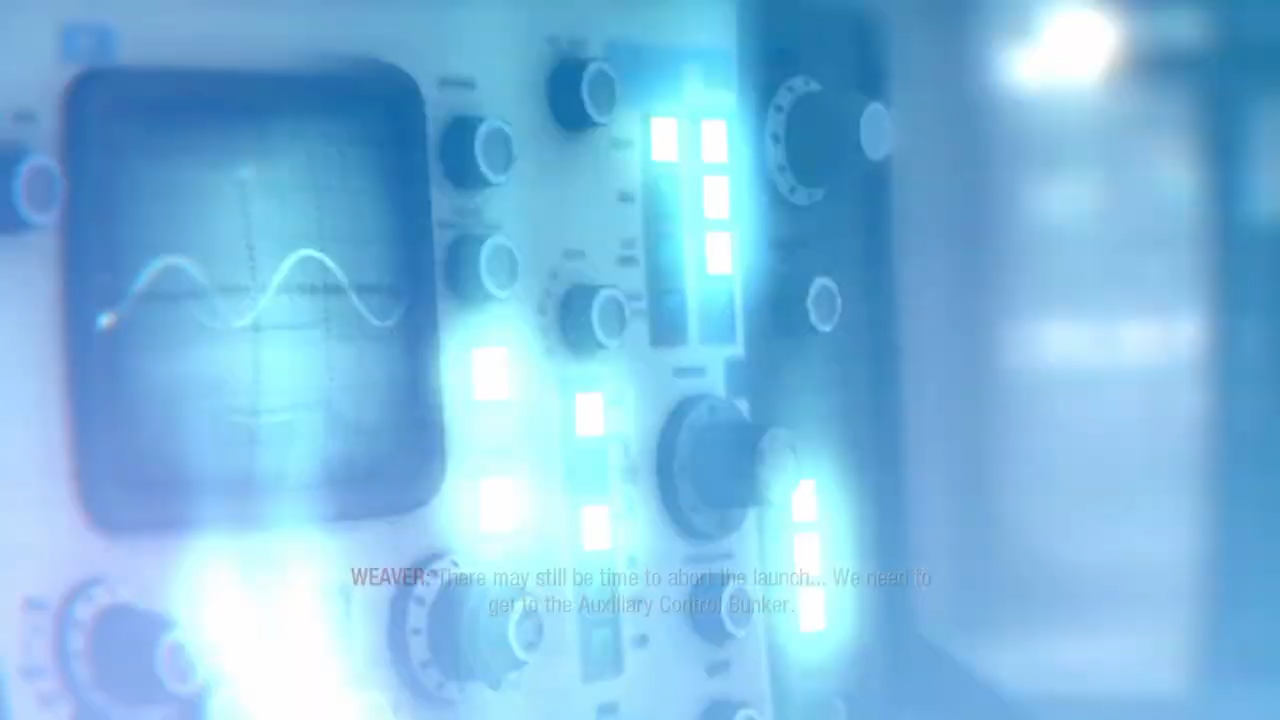 WEAVER: There may still be time to abort the launch... We need to
get to the Auxiliary Control Bunker.